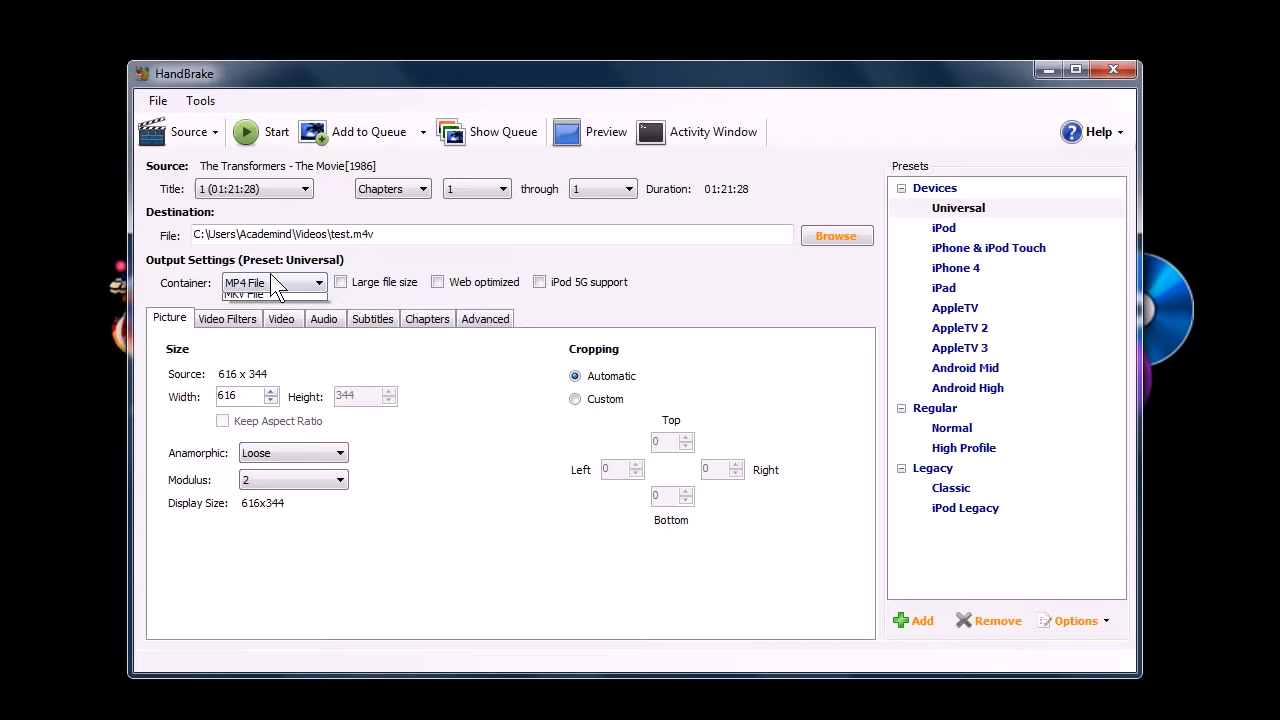 HandBrake
File Tools
Source Start Add to Queue Show Queue Preview Activity Window Help
Source: The Transformers - The Movie[1986]
Title: 1 (01:21:28) Chapters 1 through 1 Duration: 01:21:28
Destination:
File: C:\Users\Academind\Videos\test.m4v Browse
Output Settings (Preset: Universal)
Container: MP4 File Large file size Web optimized iPod 5G support
MKV File
Picture Video Filters Video Audio Subtitles Chapters Advanced
Size
Source: 616 x 344
Width: 616 Height: 344
Keep Aspect Ratio
Anamorphic: Loose
Modulus: 2
Display Size: 616x344
Cropping
Automatic
Custom
Top
0
Left 0 0 Right
0
Bottom
Presets
Devices
Universal
iPod
iPhone & iPod Touch
iPhone 4
iPad
AppleTV
AppleTV 2
AppleTV 3
Android Mid
Android High
Regular
Normal
High Profile
Legacy
Classic
iPod Legacy
Add Remove Options